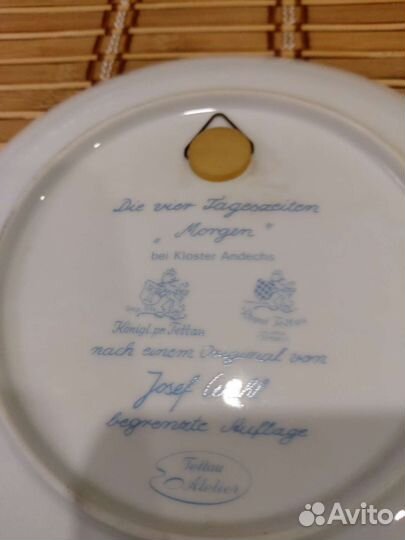 Die vier Tageszeiten
„Morgen“
bei Kloster Andechs
Königl. pr. Tettau
nach einem Original von
Josef
begrenzte Auflage
Tettau
Atelier
Avito